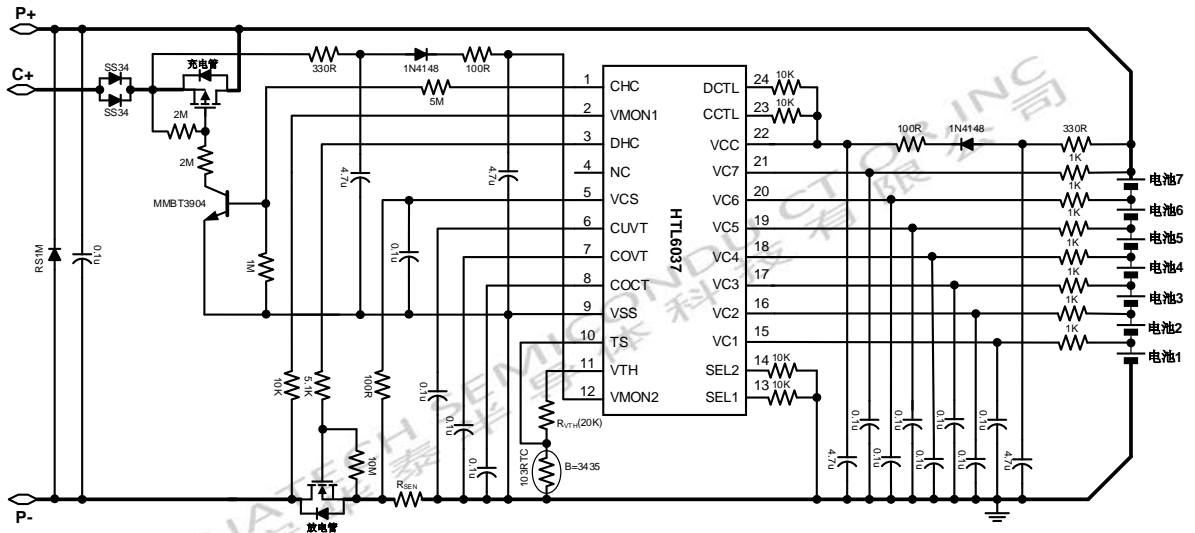 P+
C+
SS34
SS34
充电管
2M
2M
MMBT3904
RS1M
0.1u
330R
1N4148
100R
5M
1M
4.7u
4.7u
0.1u
10K
5.1K
100R
10M
0.1u
0.1u
0.1u
RSEN
放电管
P-
RVTH(20K)
103RTC
B=3435
HTL6037
1 CHC
2 VMON1
3 DHC
4 NC
5 VCS
6 CUVT
7 COVT
8 COCT
9 VSS
10 TS
11 VTH
12 VMON2
24 DCTL
23 CCTL
22 VCC
21 VC7
20 VC6
19 VC5
18 VC4
17 VC3
16 VC2
15 VC1
14 SEL2
13 SEL1
10K
10K
100R
1N4148
330R
1K
1K
1K
1K
1K
1K
1K
10K
10K
电池7
电池6
电池5
电池4
电池3
电池2
电池1
4.7u
0.1u
0.1u
0.1u
0.1u
0.1u
0.1u
0.1u
4.7u